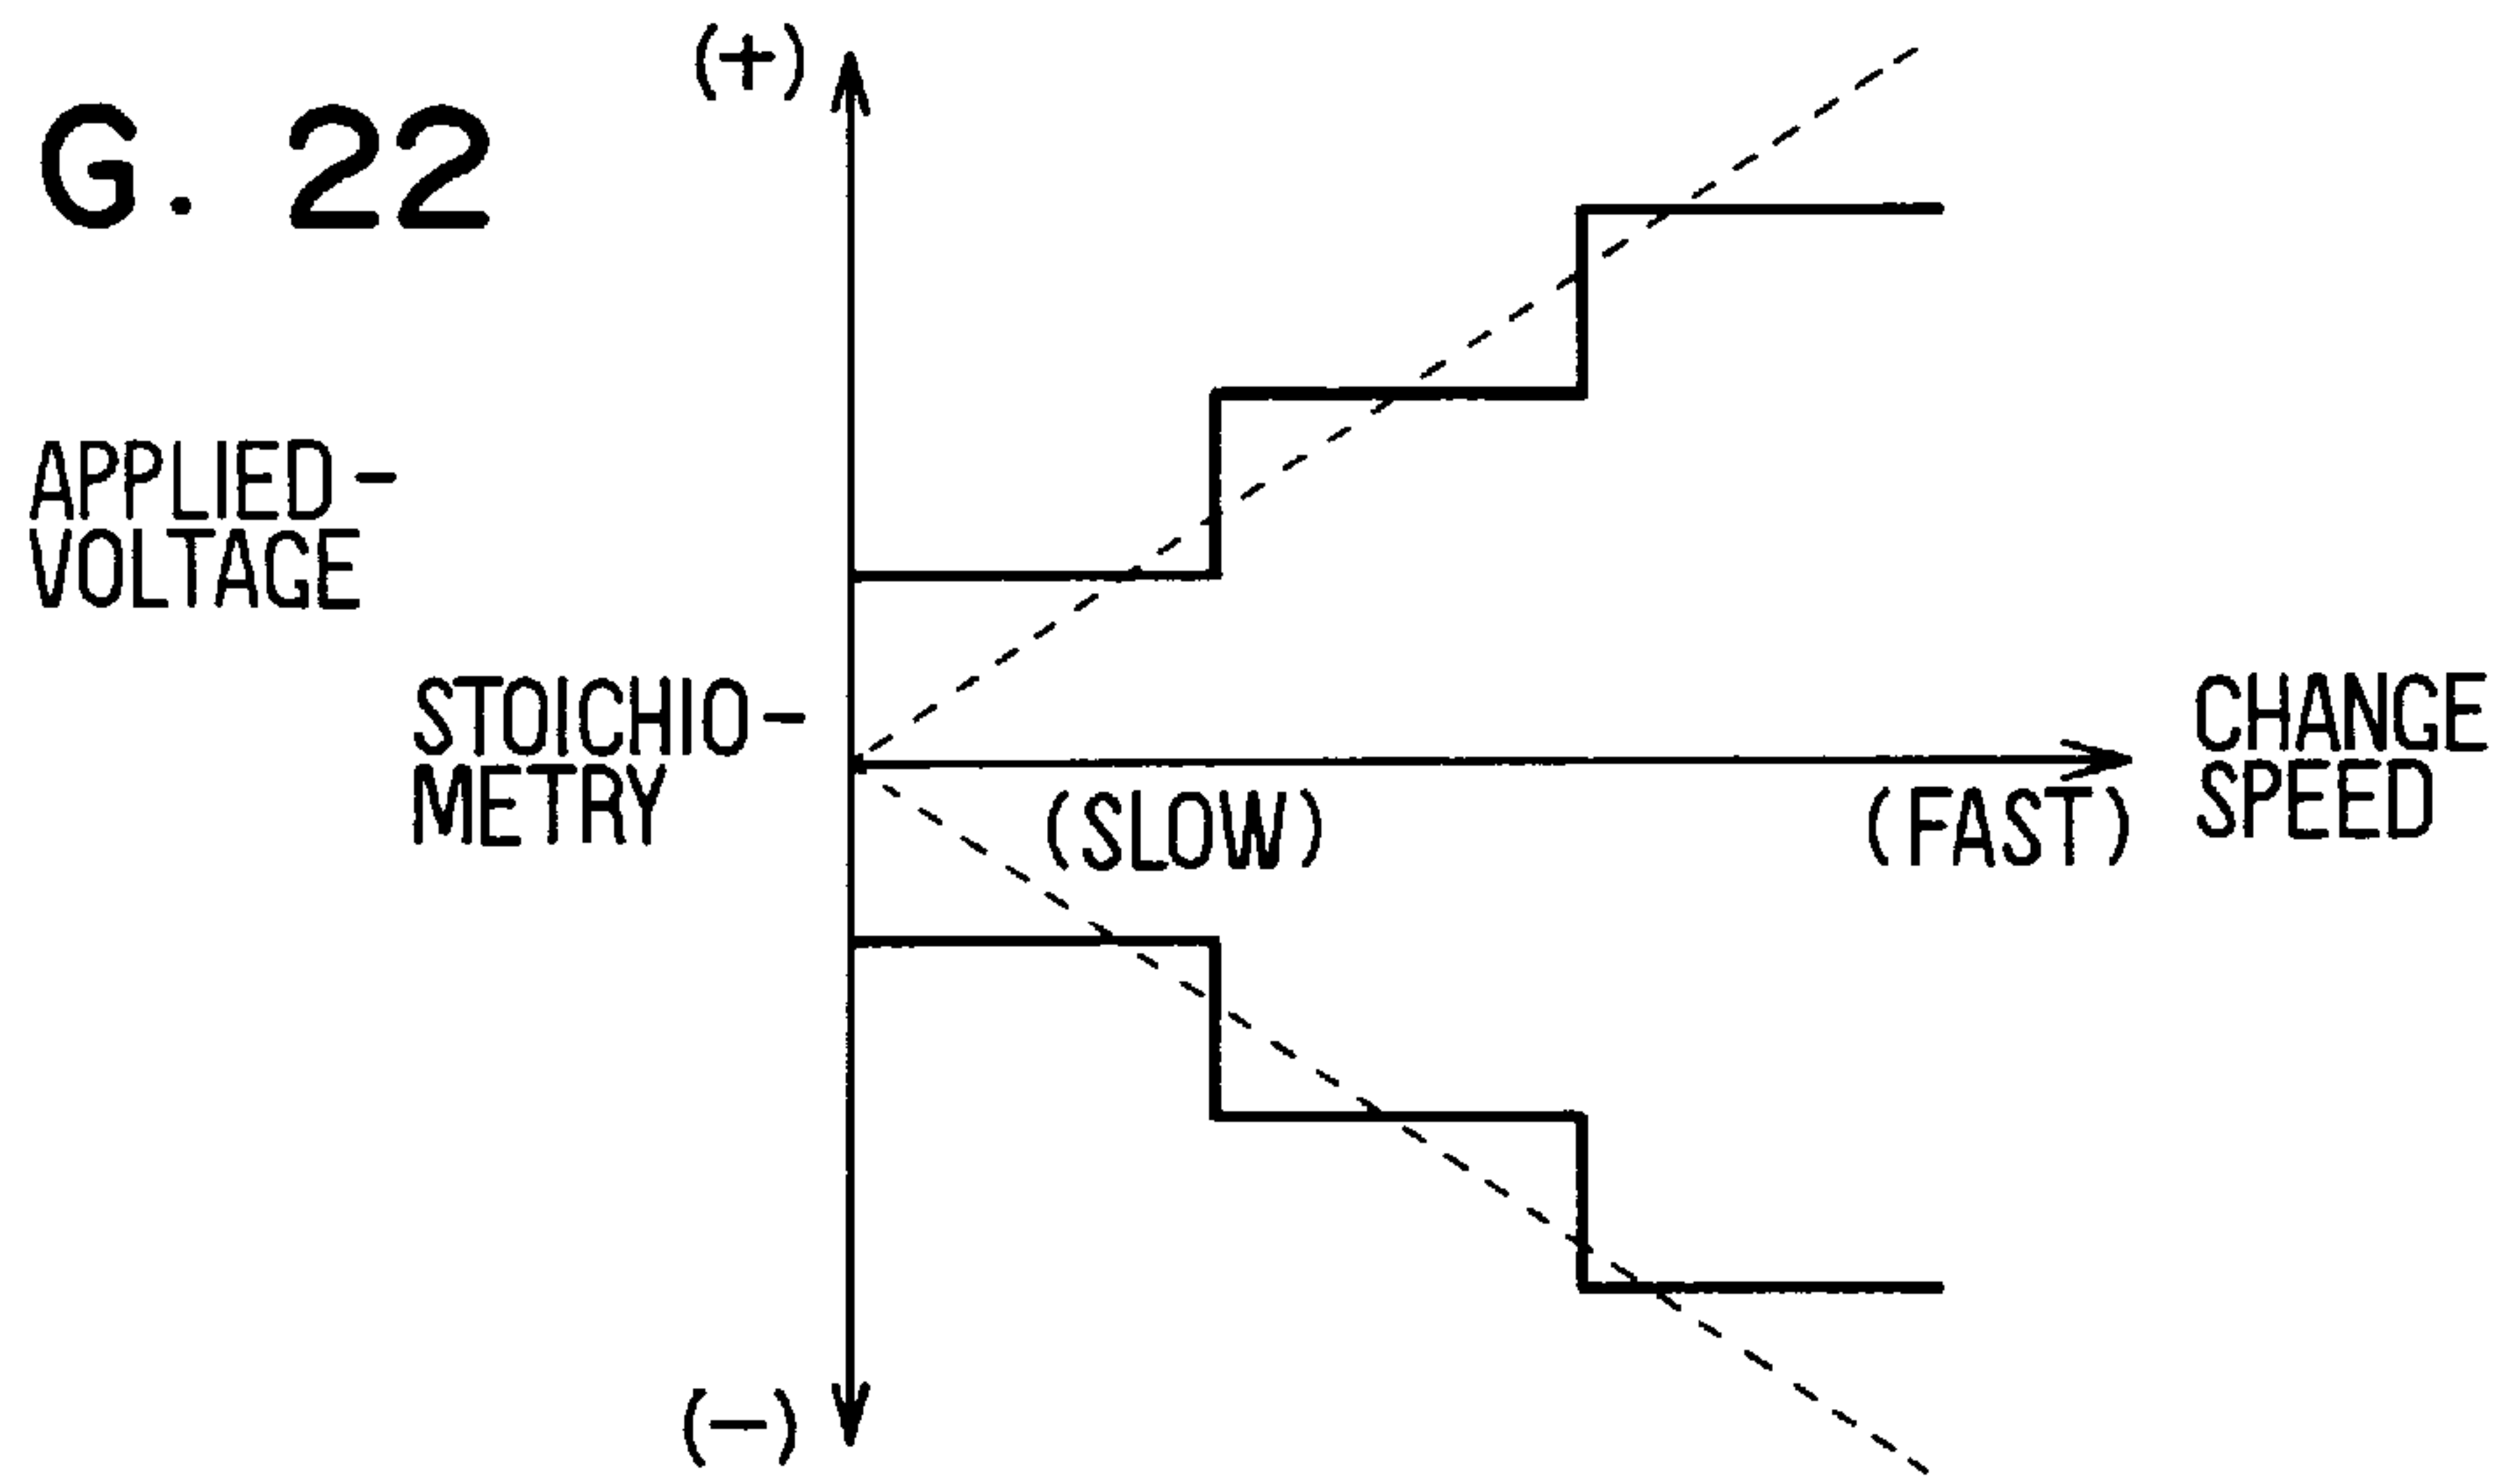 (+)
G. 22
APPLIED-
VOLTAGE
STOICHIO-
METRY
CHANGE
SPEED
(SLOW)
(FAST)
(-)